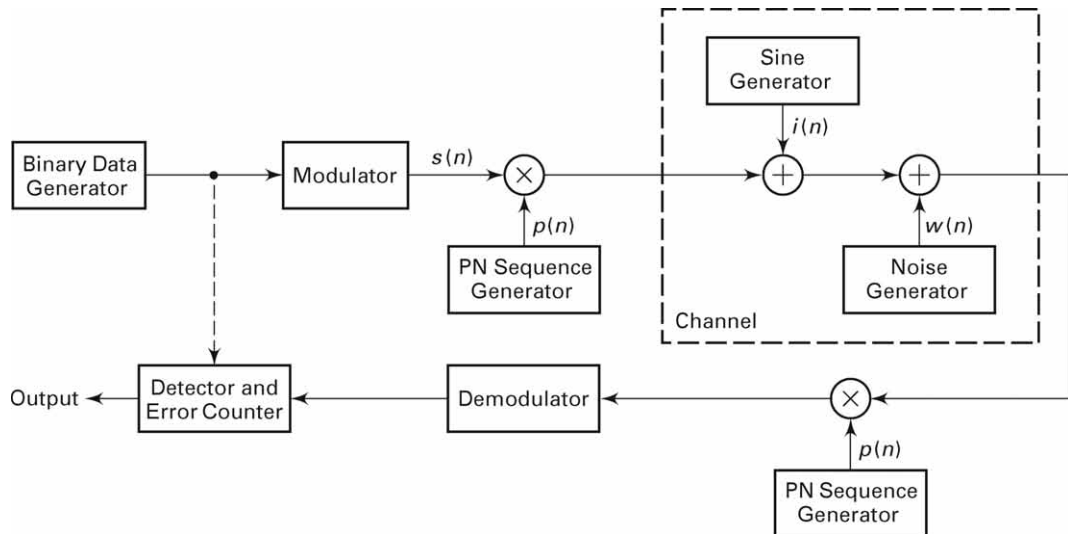 Sine
Generator
i(n)
Binary Data
Generator
Modulator
s(n)
×
+
+
p(n)
w(n)
PN Sequence
Generator
Noise
Generator
Channel
Output
Detector and
Error Counter
Demodulator
×
p(n)
PN Sequence
Generator